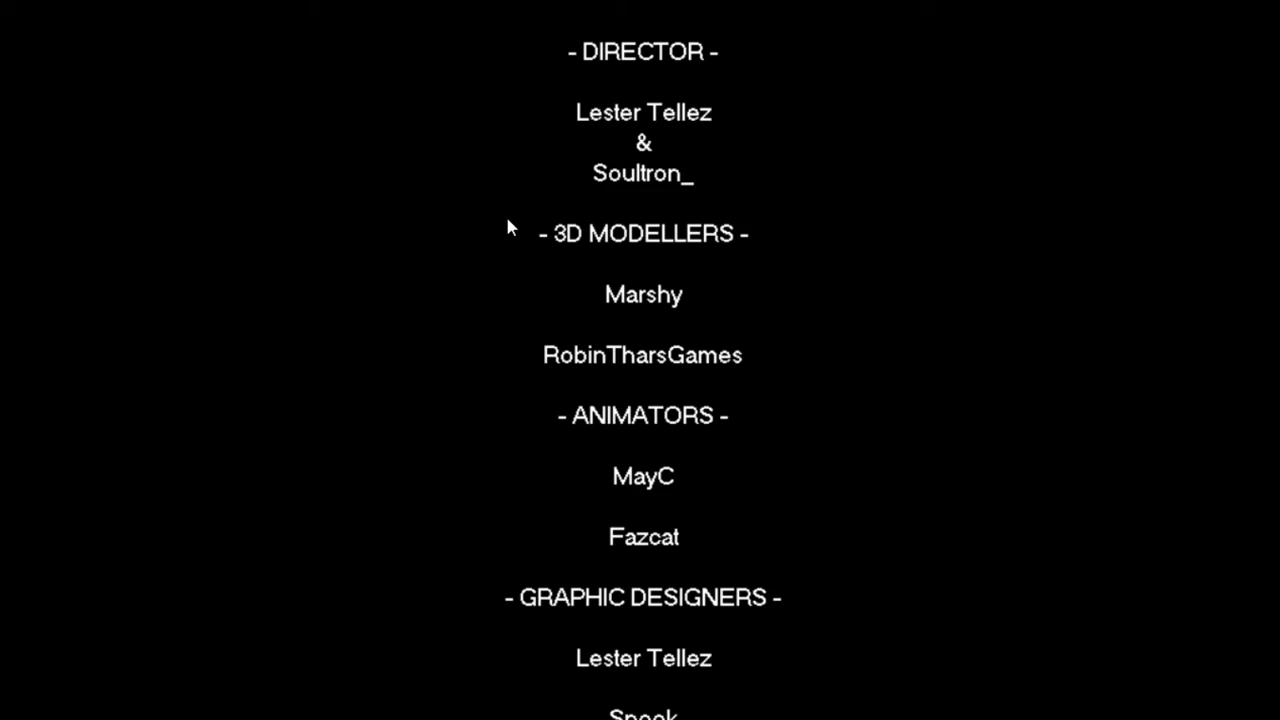 - DIRECTOR -
Lester Tellez
&
Soultron_
- 3D MODELLERS -
Marshy
RobinTharsGames
- ANIMATORS -
MayC
Fazcat
- GRAPHIC DESIGNERS -
Lester Tellez